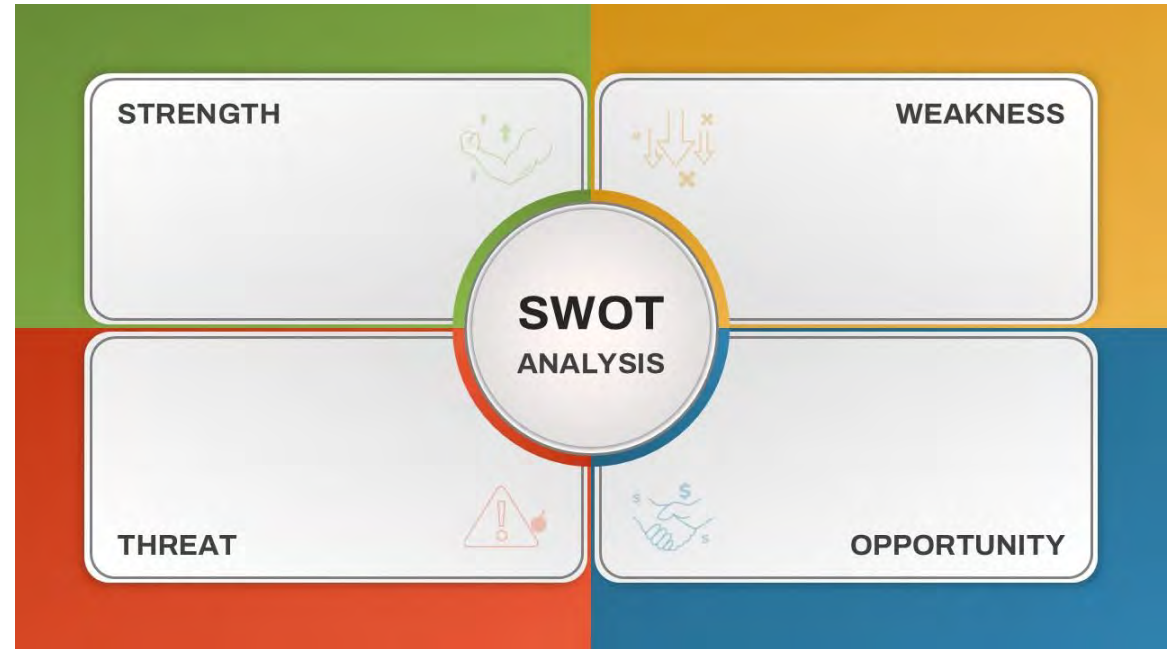 STRENGTH
WEAKNESS
SWOT
ANALYSIS
THREAT
OPPORTUNITY